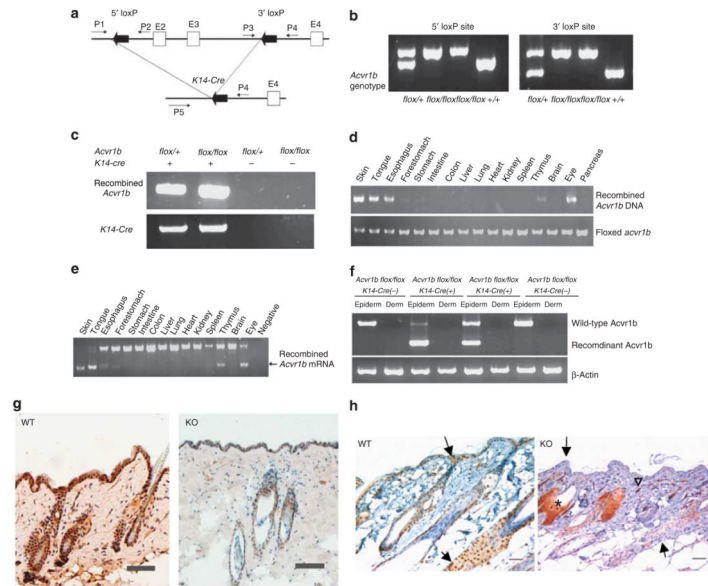 a
5′ loxP
3′ loxP
P1 P2 E2 E3 P3 P4 E4
K14-Cre
P4 E4
P5
b
5′ loxP site 3′ loxP site
Acvr1b
genotype
flox/+ flox/flox flox/flox +/+ flox/+ flox/flox flox/flox +/+
c
Acvr1b flox/+ flox/flox flox/+ flox/flox
K14-cre + + − −
Recombined
Acvr1b
K14-Cre
d
Skin Tongue Esophagus Forestomach Stomach Intestine Colon Liver Lung Heart Kidney Spleen Thymus Brain Eye Pancreas
Recombined
Acvr1b DNA
Floxed acvr1b
e
Skin Tongue Esophagus Forestomach Stomach Intestine Colon Liver Lung Heart Kidney Spleen Thymus Brain Eye Negative
Recombined
Acvr1b mRNA
f
Acvr1b flox/flox Acvr1b flox/flox Acvr1b flox/flox Acvr1b flox/flox
K14-Cre(−) K14-Cre(+) K14-Cre(+) K14-Cre(−)
Epiderm Derm Epiderm Derm Epiderm Derm Epiderm Derm
Wild-type Acvr1b
Recomdinant Acvr1b
β-Actin
g
WT KO
h
WT KO
*